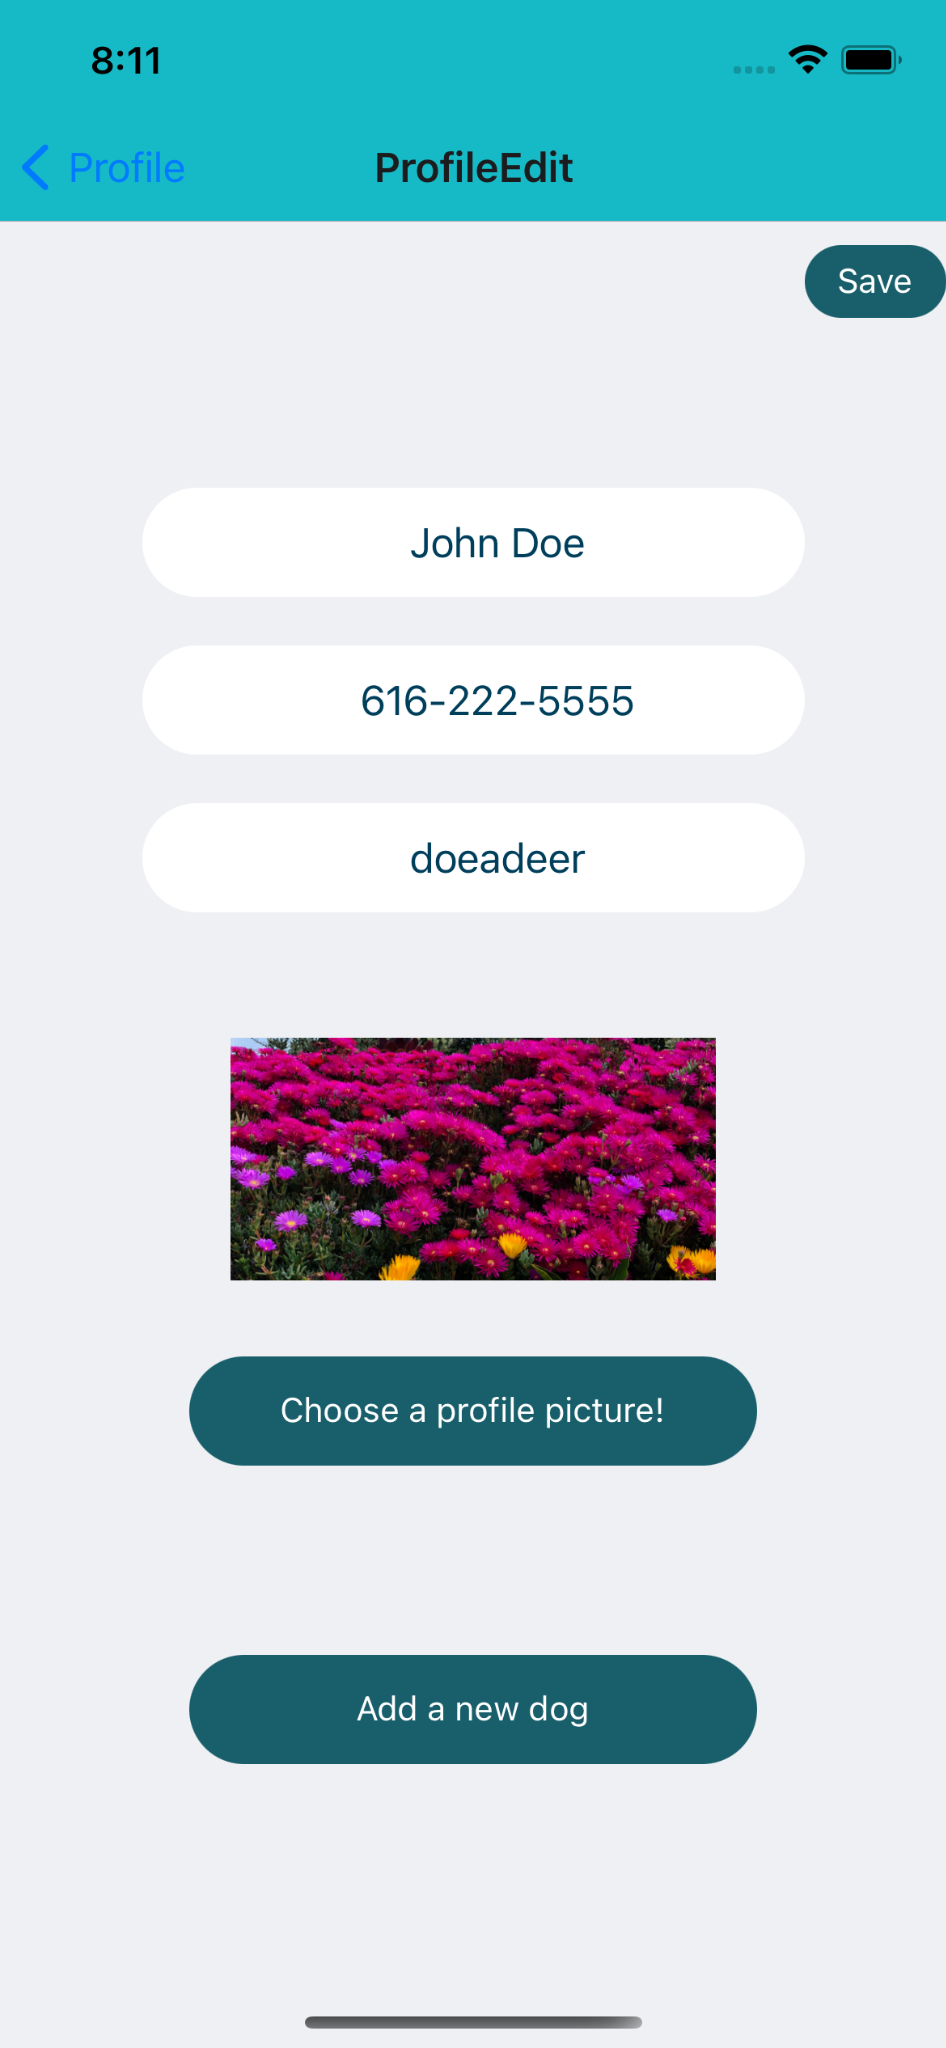 8:11
Profile
ProfileEdit
Save
John Doe
616-222-5555
doeadeer
Choose a profile picture!
Add a new dog